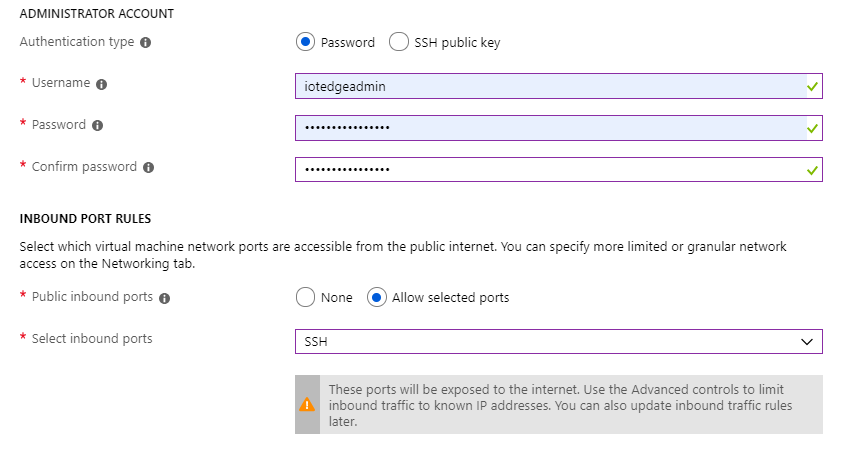 ADMINISTRATOR ACCOUNT
Authentication type
Password
SSH public key
* Username
iotedgeadmin
* Password
••••••••••••••••
* Confirm password
••••••••••••••••
INBOUND PORT RULES
Select which virtual machine network ports are accessible from the public internet. You can specify more limited or granular network
access on the Networking tab.
* Public inbound ports
None
Allow selected ports
* Select inbound ports
SSH
These ports will be exposed to the internet. Use the Advanced controls to limit
inbound traffic to known IP addresses. You can also update inbound traffic rules
later.